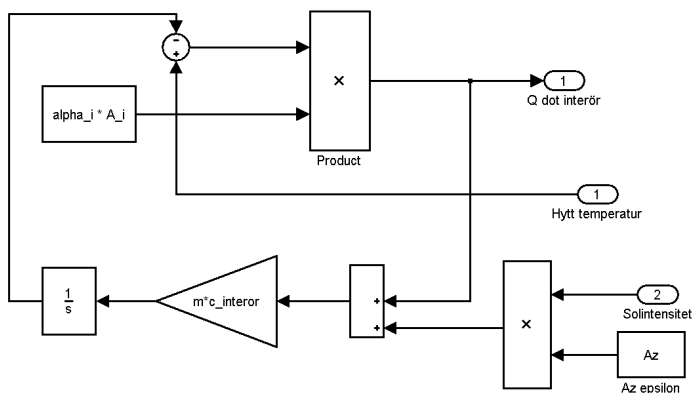 −
+
×
1
alpha_i * A_i
Q dot interör
Product
1
Hytt temperatur
1
s
m*c_interor
+
+
×
2
Solintensitet
Az
Az epsilon